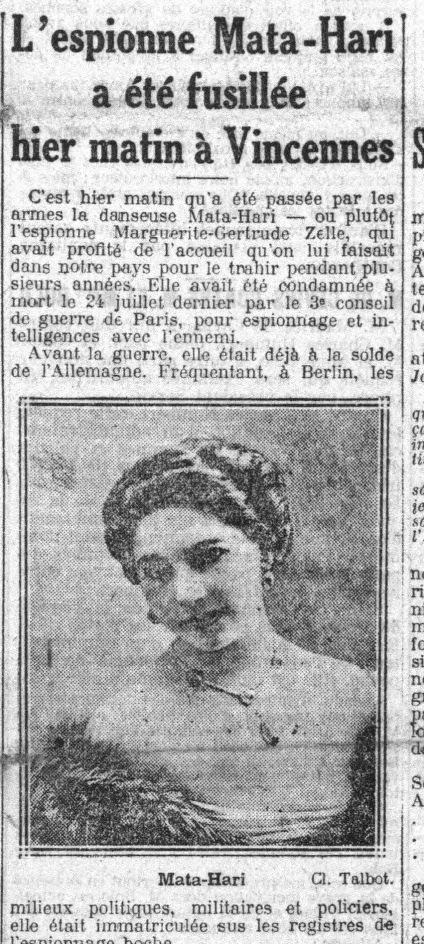 L'espionne Mata-Hari
a été fusillée
hier matin à Vincennes
C'est hier matin qu'a été passée par les
armes la danseuse Mata-Hari — ou plutôt
l'espionne Marguerite-Gertrude Zelle, qui
avait profité de l'accueil qu'on lui faisait
dans notre pays pour le trahir pendant plu-
sieurs années. Elle avait été condamnée à
mort le 24 juillet dernier par le 3e conseil
de guerre de Paris, pour espionnage et in-
telligences avec l'ennemi.
Avant la guerre, elle était déjà à la solde
de l'Allemagne. Fréquentant, à Berlin, les
Mata-Hari Cl. Talbot.
milieux politiques, militaires et policiers,
elle était immatriculée sus les registres de
l'espionnage boche